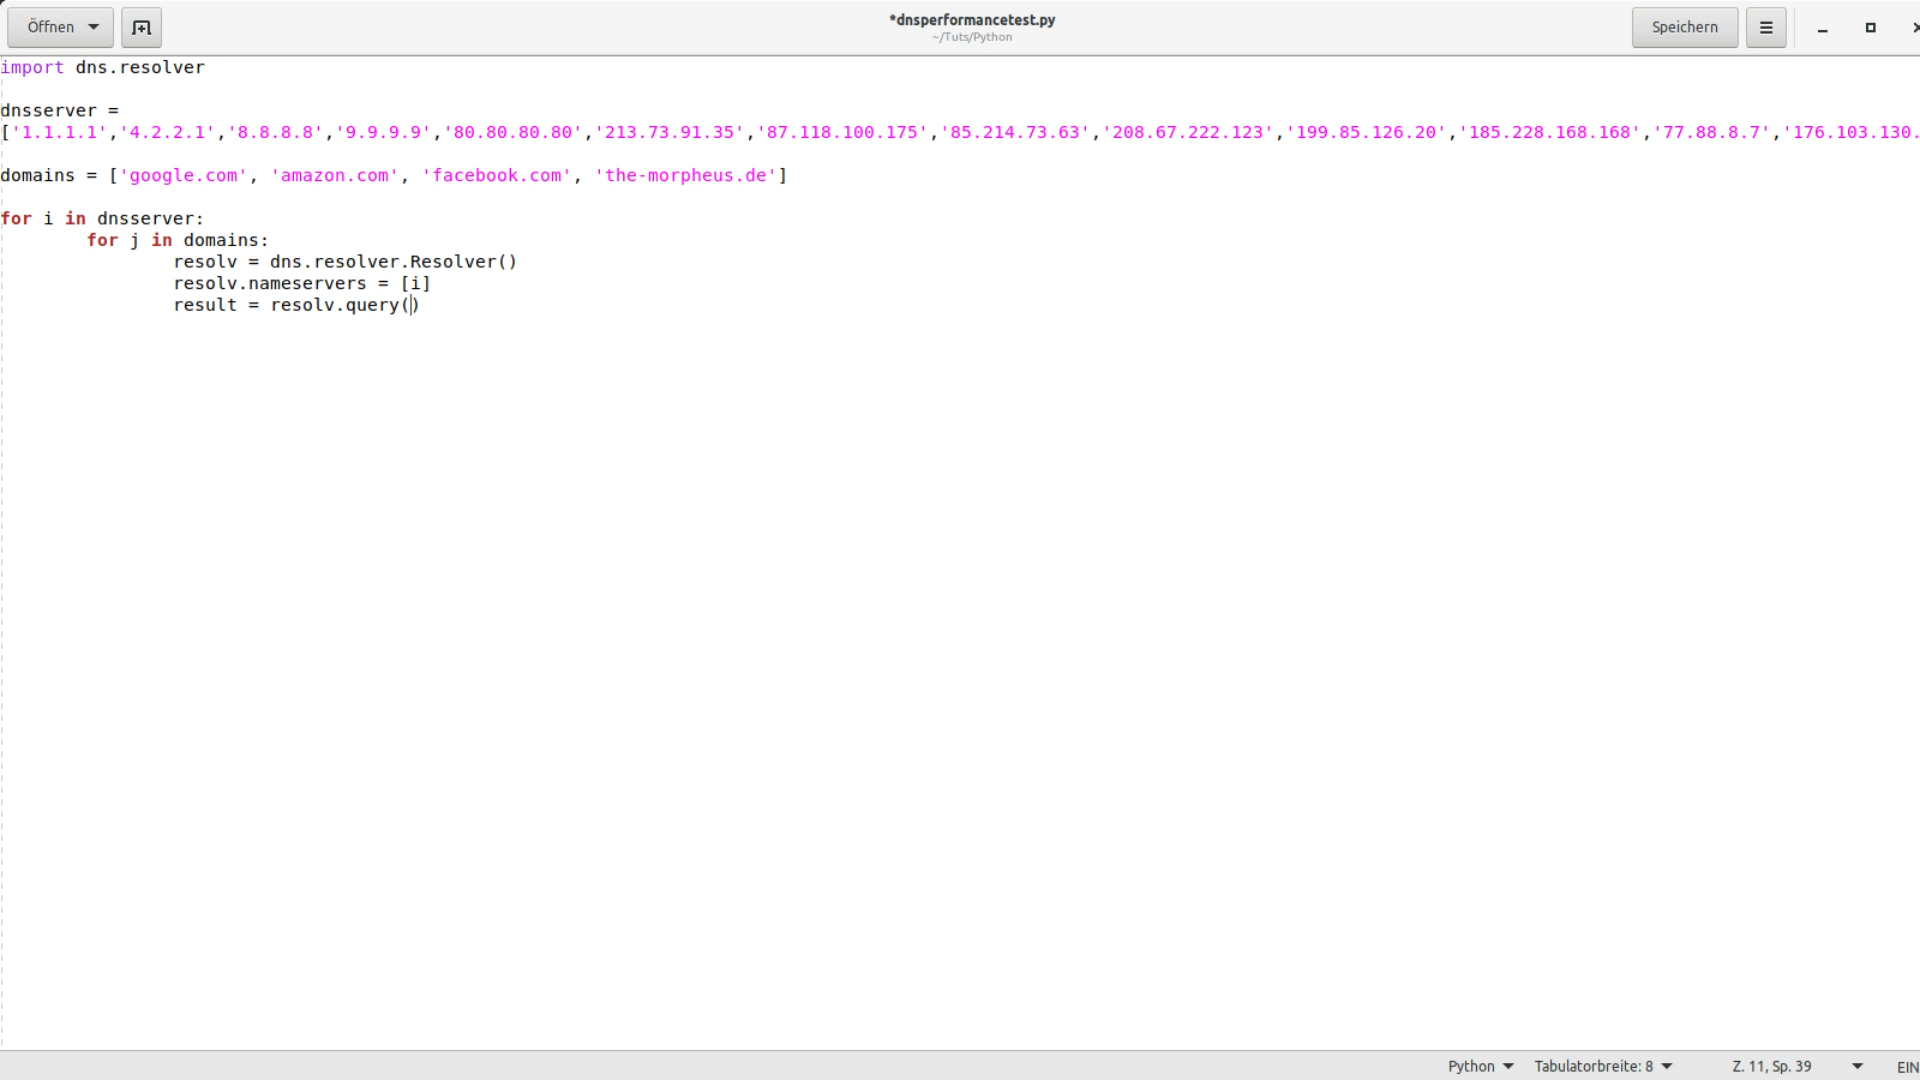 Öffnen
*dnsperformancetest.py
~/Tuts/Python
Speichern
import dns.resolver
dnsserver =
['1.1.1.1','4.2.2.1','8.8.8.8','9.9.9.9','80.80.80.80','213.73.91.35','87.118.100.175','85.214.73.63','208.67.222.123','199.85.126.20','185.228.168.168','77.88.8.7','176.103.130.
domains = ['google.com', 'amazon.com', 'facebook.com', 'the-morpheus.de']
for i in dnsserver:
for j in domains:
resolv = dns.resolver.Resolver()
resolv.nameservers = [i]
result = resolv.query()
Python
Tabulatorbreite: 8
Z. 11, Sp. 39
EIN